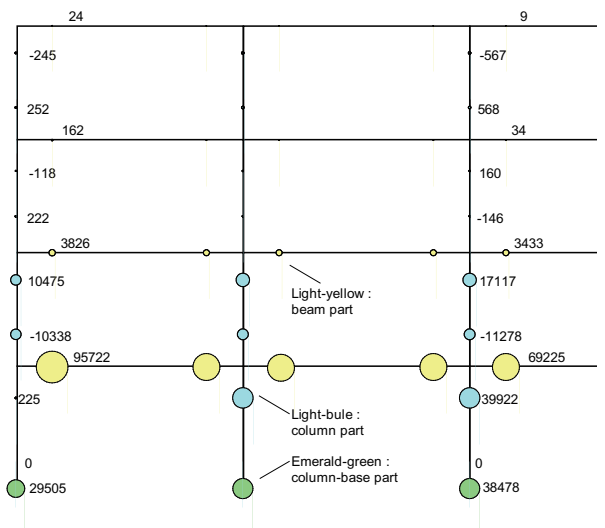 24 9
-245 -567
252 568
162 34
-118 160
222 -146
3826 3433
10475 17117
Light-yellow :
beam part
-10338 -11278
95722 69225
225 39922
Light-bule :
column part
0 0
Emerald-green :
column-base part
29505 38478